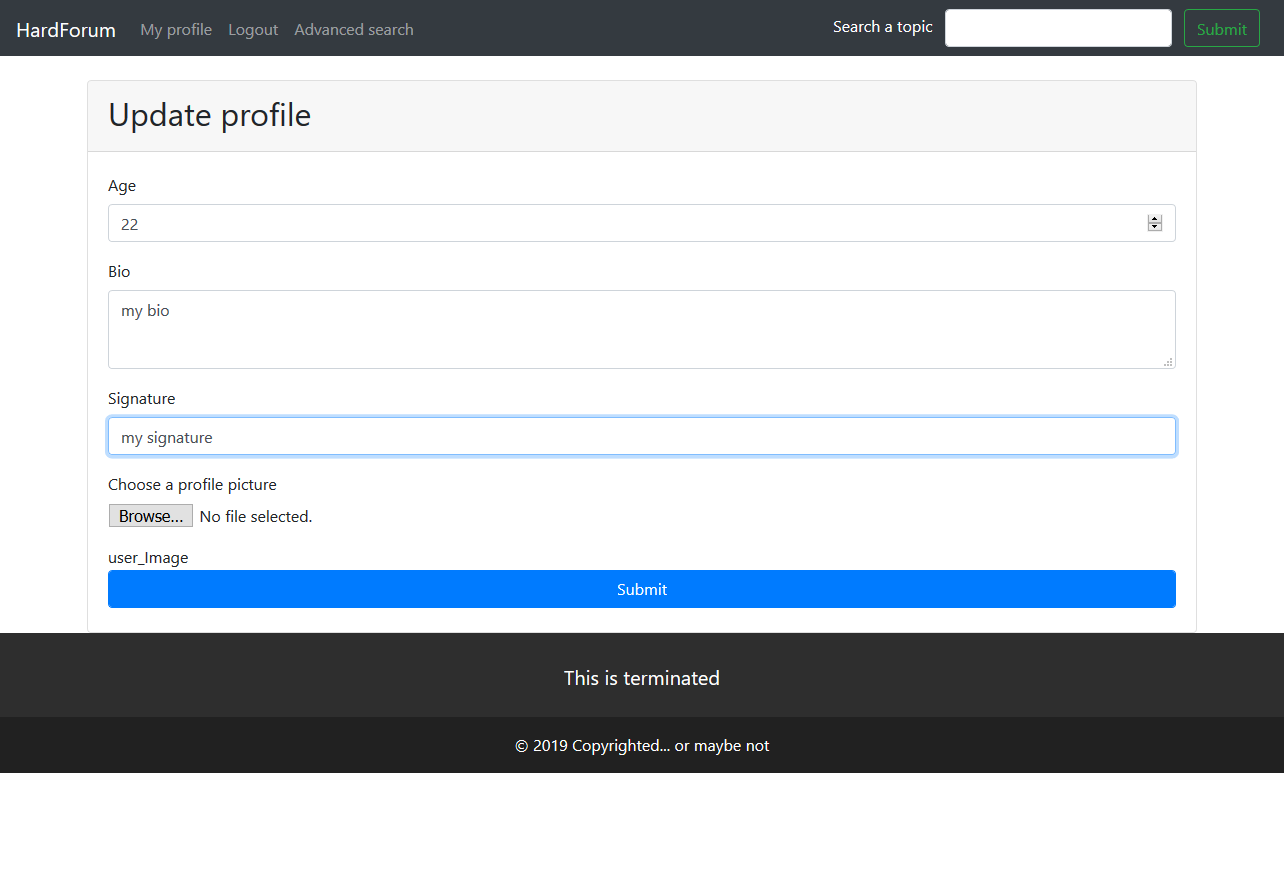 HardForum My profile Logout Advanced search Search a topic Submit
Update profile
Age
22
Bio
my bio
Signature
my signature
Choose a profile picture
Browse... No file selected.
user_Image
Submit
This is terminated
© 2019 Copyrighted... or maybe not